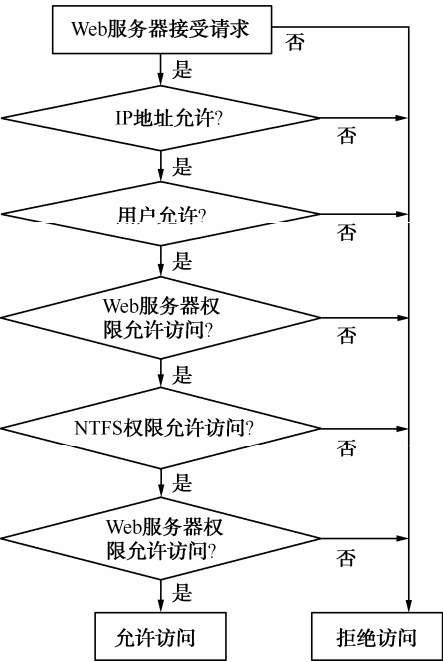 Web服务器接受请求
否
是
IP地址允许?
否
是
用户允许?
否
是
Web服务器权
限允许访问?
否
是
NTFS权限允许访问?
否
是
Web服务器权
限允许访问?
否
是
允许访问
拒绝访问